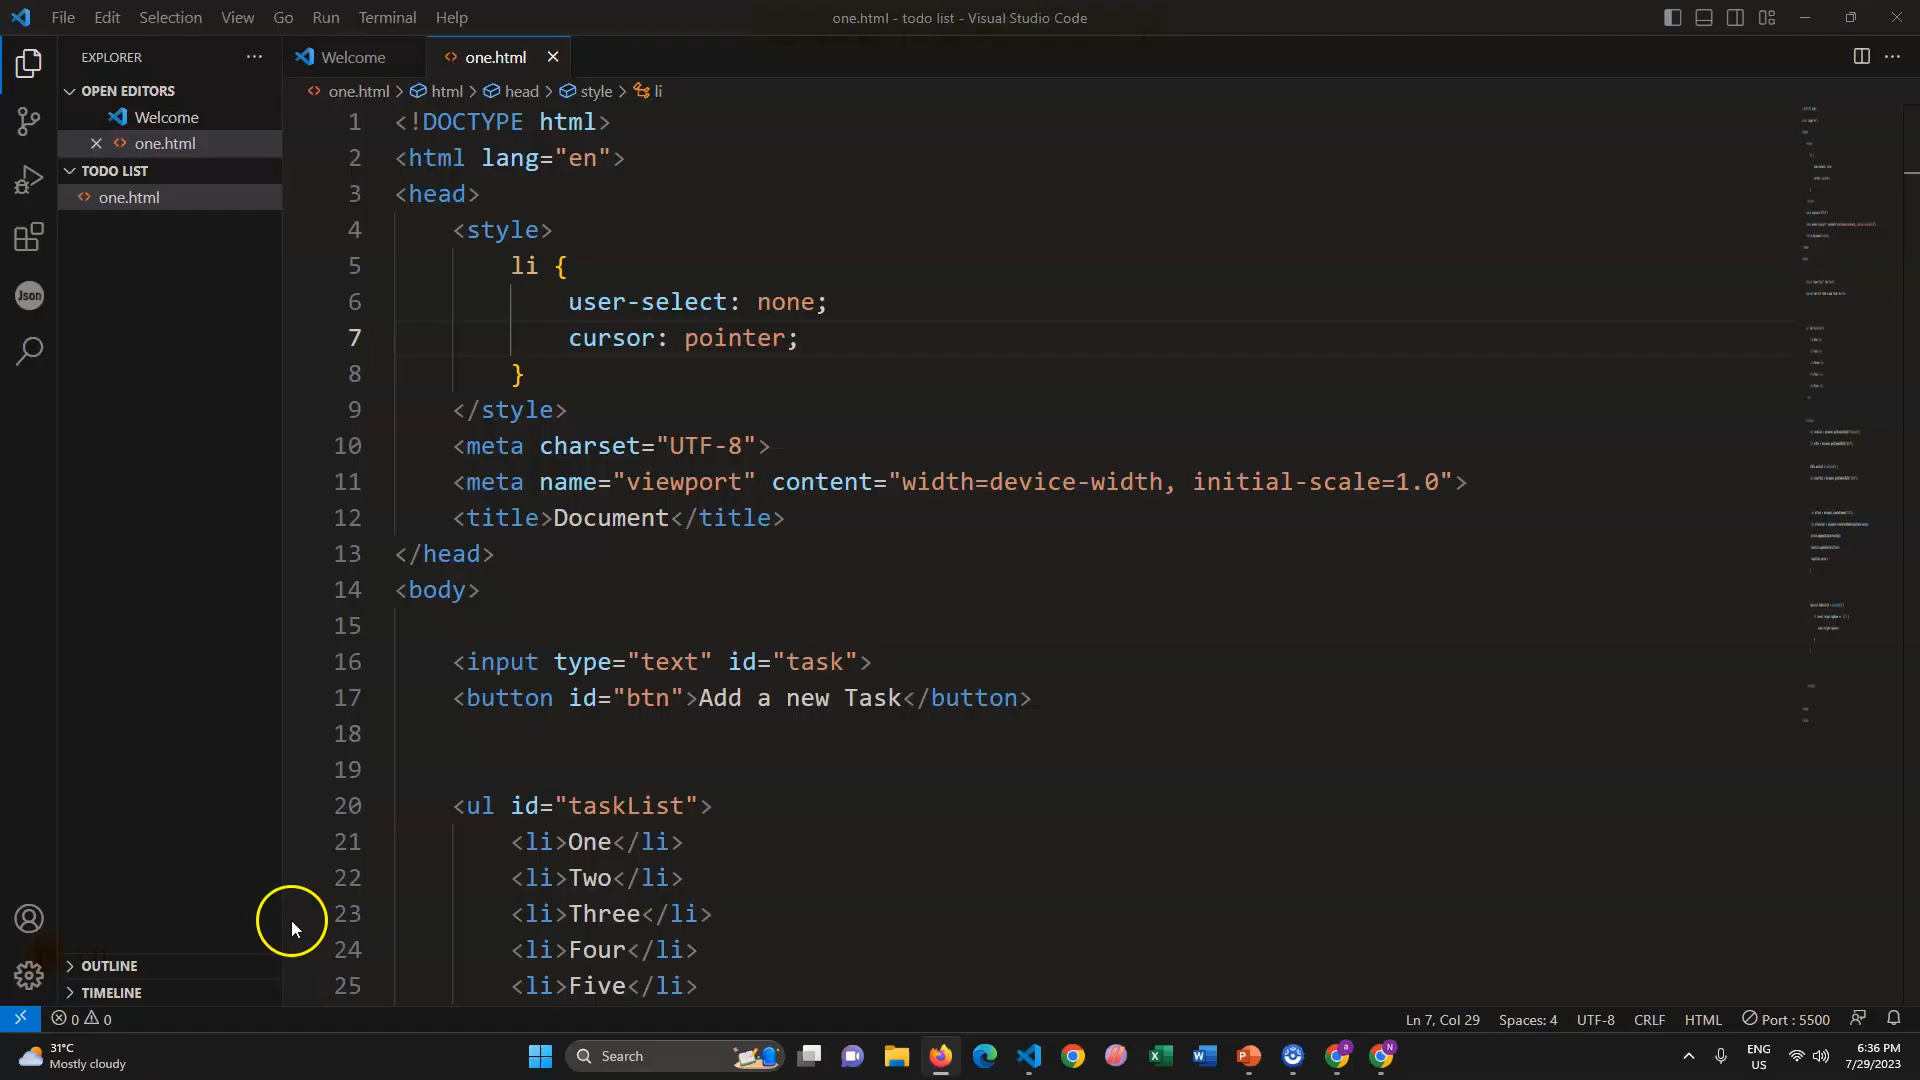 File Edit Selection View Go Run Terminal Help
one.html - todo list - Visual Studio Code
EXPLORER
Welcome
one.html
OPEN EDITORS
Welcome
one.html
TODO LIST
one.html
Json
OUTLINE
TIMELINE
one.html > html > head > style > li
1 <!DOCTYPE html>
2 <html lang="en">
3 <head>
4 <style>
5 li {
6 user-select: none;
7 cursor: pointer;
8 }
9 </style>
10 <meta charset="UTF-8">
11 <meta name="viewport" content="width=device-width, initial-scale=1.0">
12 <title>Document</title>
13 </head>
14 <body>
15
16 <input type="text" id="task">
17 <button id="btn">Add a new Task</button>
18
19
20 <ul id="taskList">
21 <li>One</li>
22 <li>Two</li>
23 <li>Three</li>
24 <li>Four</li>
25 <li>Five</li>
0 0
Ln 7, Col 29 Spaces: 4 UTF-8 CRLF HTML Port : 5500
31°C
Mostly cloudy
Search
ENG
US
6:36 PM
7/29/2023